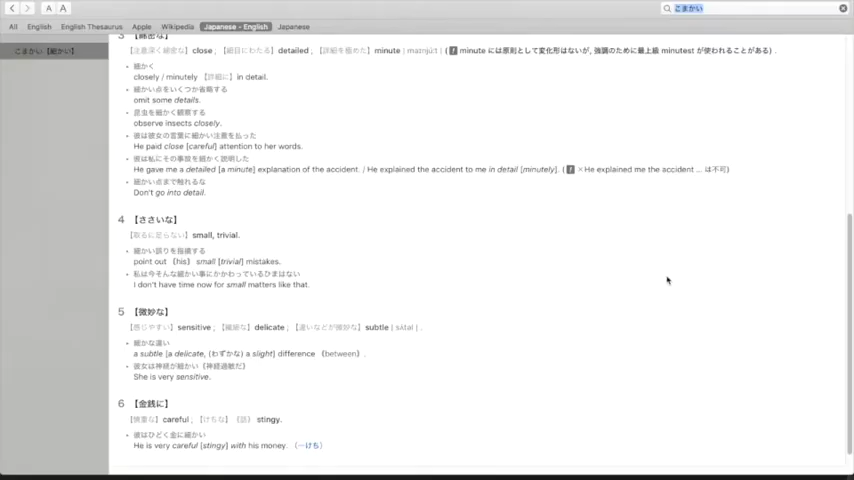 A A
こまかい
All English English Thesaurus Apple Wikipedia Japanese - English Japanese
こまかい【細かい】
3 【綿密な】
【注意深く綿密な】close ; 【細目にわたる】detailed ; 【詳細を極めた】minute | maɪnjúːt | ( minute には原則として変化形はないが, 強調のために最上級 minutest が使われることがある) .
• 細かく
closely / minutely 【詳細に】in detail.
• 細かい点をいくつか省略する
omit some details.
• 昆虫を細かく観察する
observe insects closely.
• 彼は彼女の言葉に細かい注意を払った
He paid close [careful] attention to her words.
• 彼は私にその事故を細かく説明した
He gave me a detailed [a minute] explanation of the accident. / He explained the accident to me in detail [minutely]. ( ×He explained me the accident ... は不可)
• 細かい点まで触れるな
Don't go into detail.
4 【ささいな】
【取るに足らない】small, trivial.
• 細かい誤りを指摘する
point out (his) small [trivial] mistakes.
• 私は今そんな細かい事にかかわっているひまはない
I don't have time now for small matters like that.
5 【微妙な】
【感じやすい】sensitive ; 【繊細な】delicate ; 【違いなどが微妙な】subtle | sʌ́təl | .
• 細かな違い
a subtle [a delicate, (わずかな) a slight] difference (between) .
• 彼女は神経が細かい (神経過敏だ)
She is very sensitive.
6 【金銭に】
【慎重な】careful ; 【けちな】(話) stingy.
• 彼はひどく金に細かい
He is very careful [stingy] with his money. (→けち)